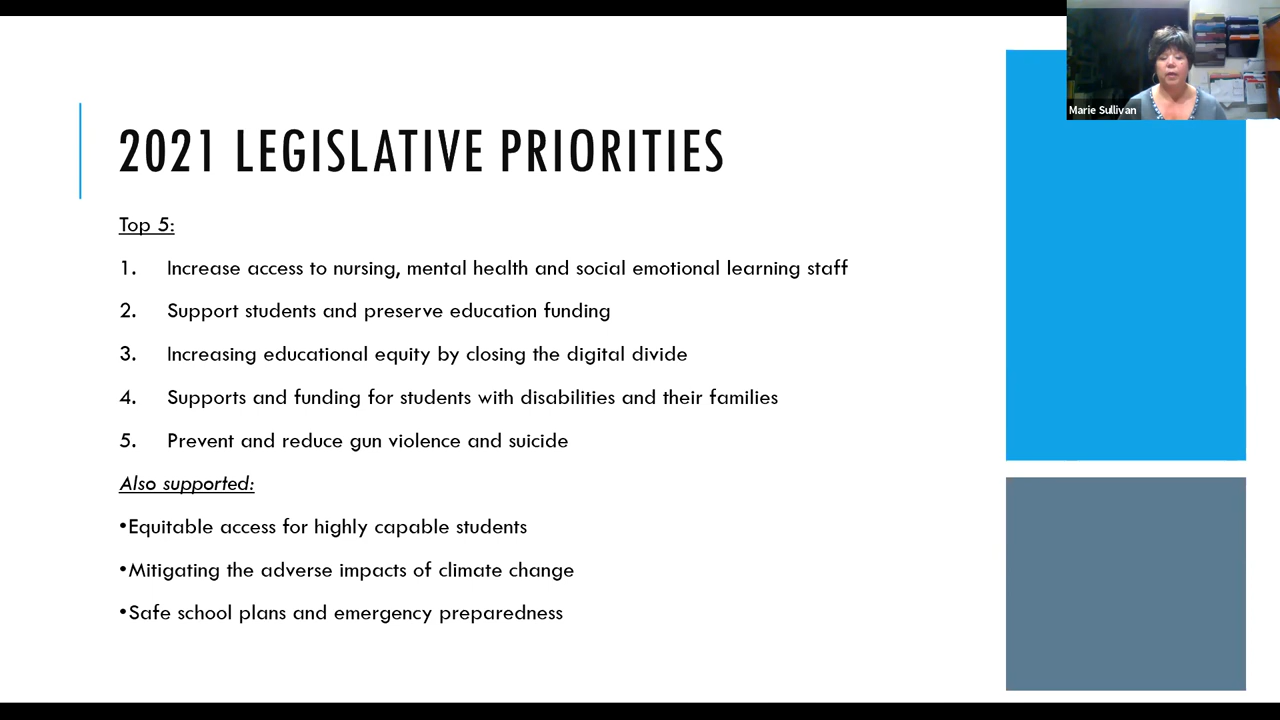 Marie Sullivan
2021 LEGISLATIVE PRIORITIES
Top 5:
1. Increase access to nursing, mental health and social emotional learning staff
2. Support students and preserve education funding
3. Increasing educational equity by closing the digital divide
4. Supports and funding for students with disabilities and their families
5. Prevent and reduce gun violence and suicide
Also supported:
•Equitable access for highly capable students
•Mitigating the adverse impacts of climate change
•Safe school plans and emergency preparedness